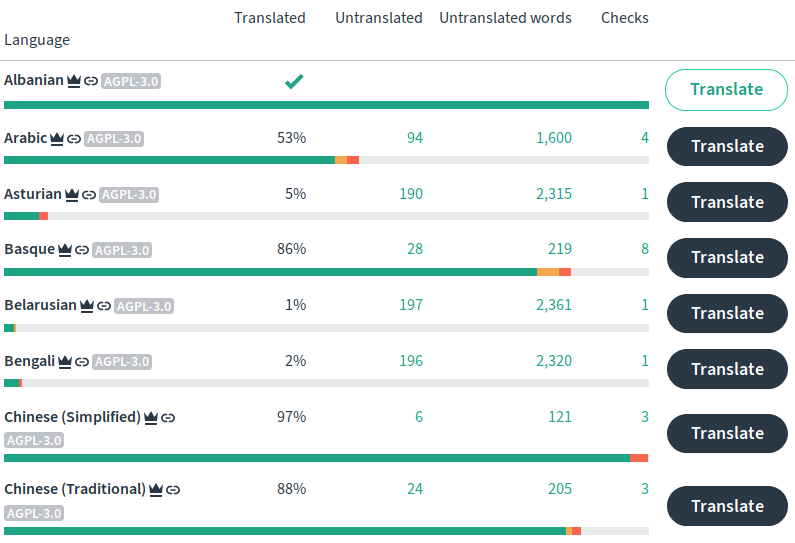 Translated Untranslated Untranslated words Checks
Language
Albanian AGPL-3.0
Translate
Arabic AGPL-3.0 53% 94 1,600 4
Translate
Asturian AGPL-3.0 5% 190 2,315 1
Translate
Basque AGPL-3.0 86% 28 219 8
Translate
Belarusian AGPL-3.0 1% 197 2,361 1
Translate
Bengali AGPL-3.0 2% 196 2,320 1
Translate
Chinese (Simplified) 97% 6 121 3
AGPL-3.0
Translate
Chinese (Traditional) 88% 24 205 3
AGPL-3.0
Translate